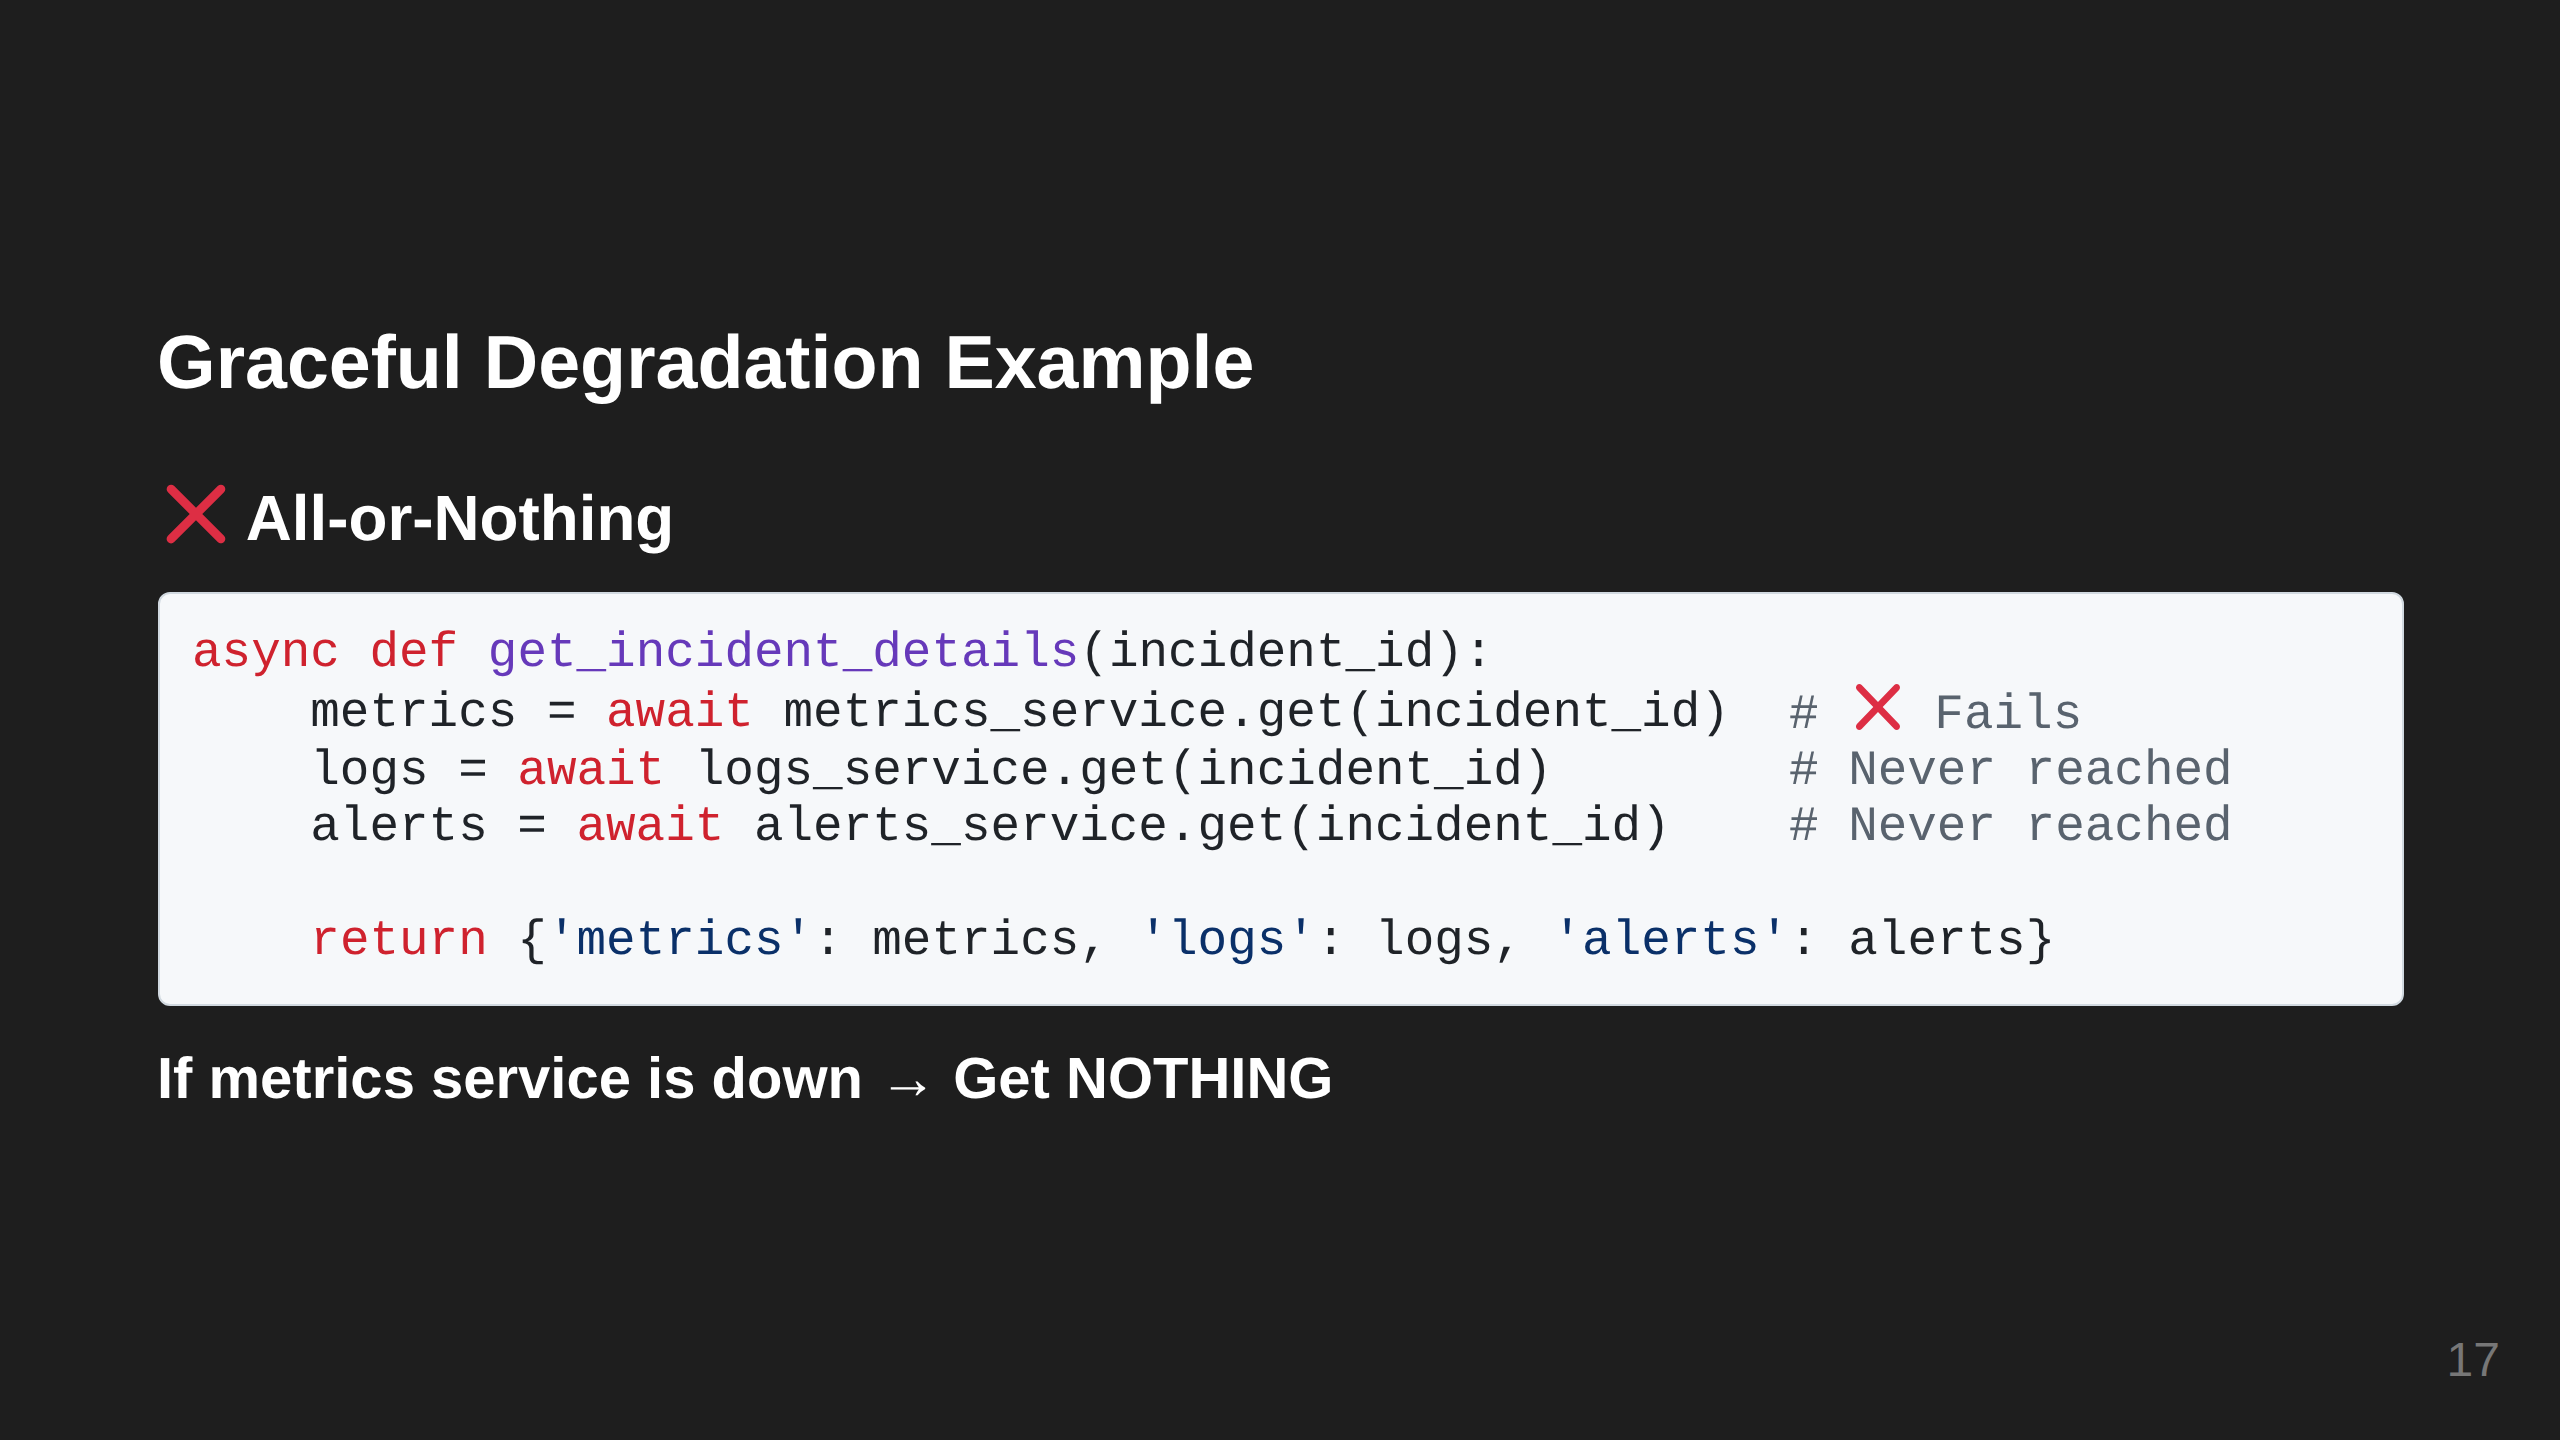 Graceful Degradation Example
❌ All-or-Nothing
async def get_incident_details(incident_id):
    metrics = await metrics_service.get(incident_id)  # ❌ Fails
    logs = await logs_service.get(incident_id)        # Never reached
    alerts = await alerts_service.get(incident_id)    # Never reached
    return {'metrics': metrics, 'logs': logs, 'alerts': alerts}
If metrics service is down → Get NOTHING
17